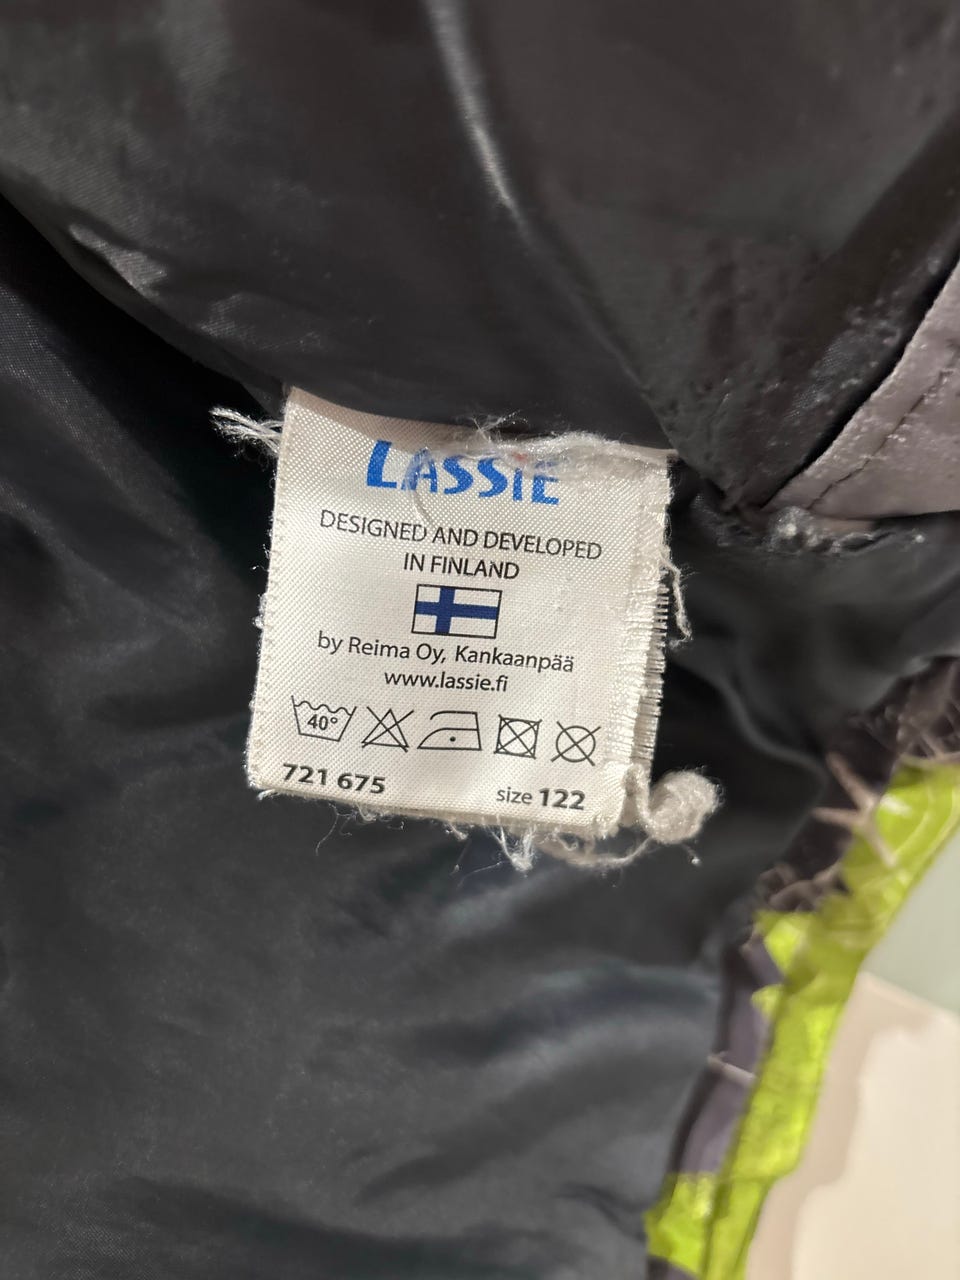 LASSIE
DESIGNED AND DEVELOPED
IN FINLAND
by Reima Oy, Kankaanpää
www.lassie.fi
40°
721 675
size 122